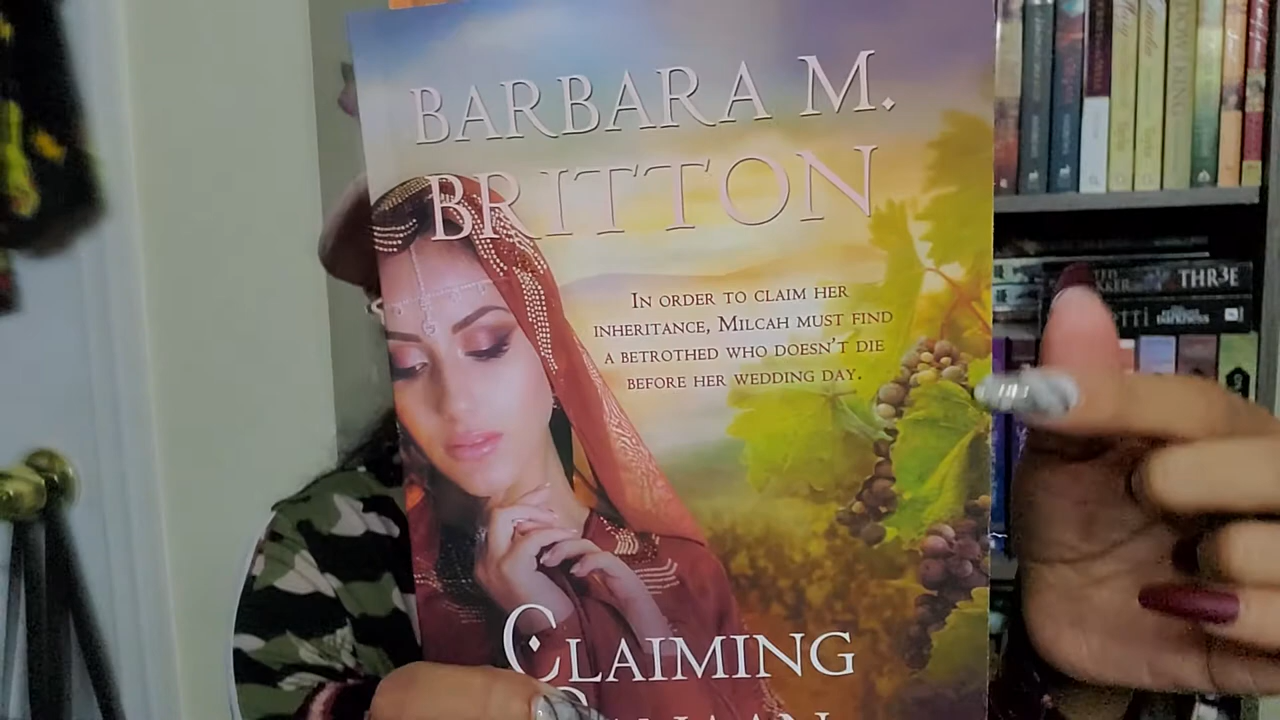 BARBARA M.
BRITTON
IN ORDER TO CLAIM HER
INHERITANCE, MILCAH MUST FIND
A BETROTHED WHO DOESN'T DIE
BEFORE HER WEDDING DAY.
CLAIMING
THR3E